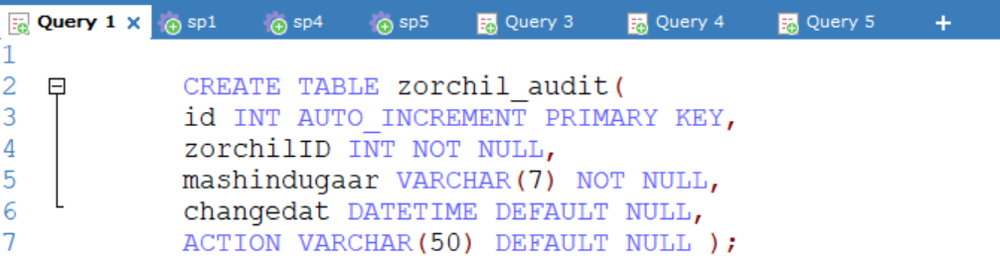 Query 1 × sp1 sp4 sp5 Query 3 Query 4 Query 5 +
1
2 CREATE TABLE zorchil_audit(
3 id INT AUTO_INCREMENT PRIMARY KEY,
4 zorchilID INT NOT NULL,
5 mashindugaar VARCHAR(7) NOT NULL,
6 changedat DATETIME DEFAULT NULL,
7 ACTION VARCHAR(50) DEFAULT NULL );